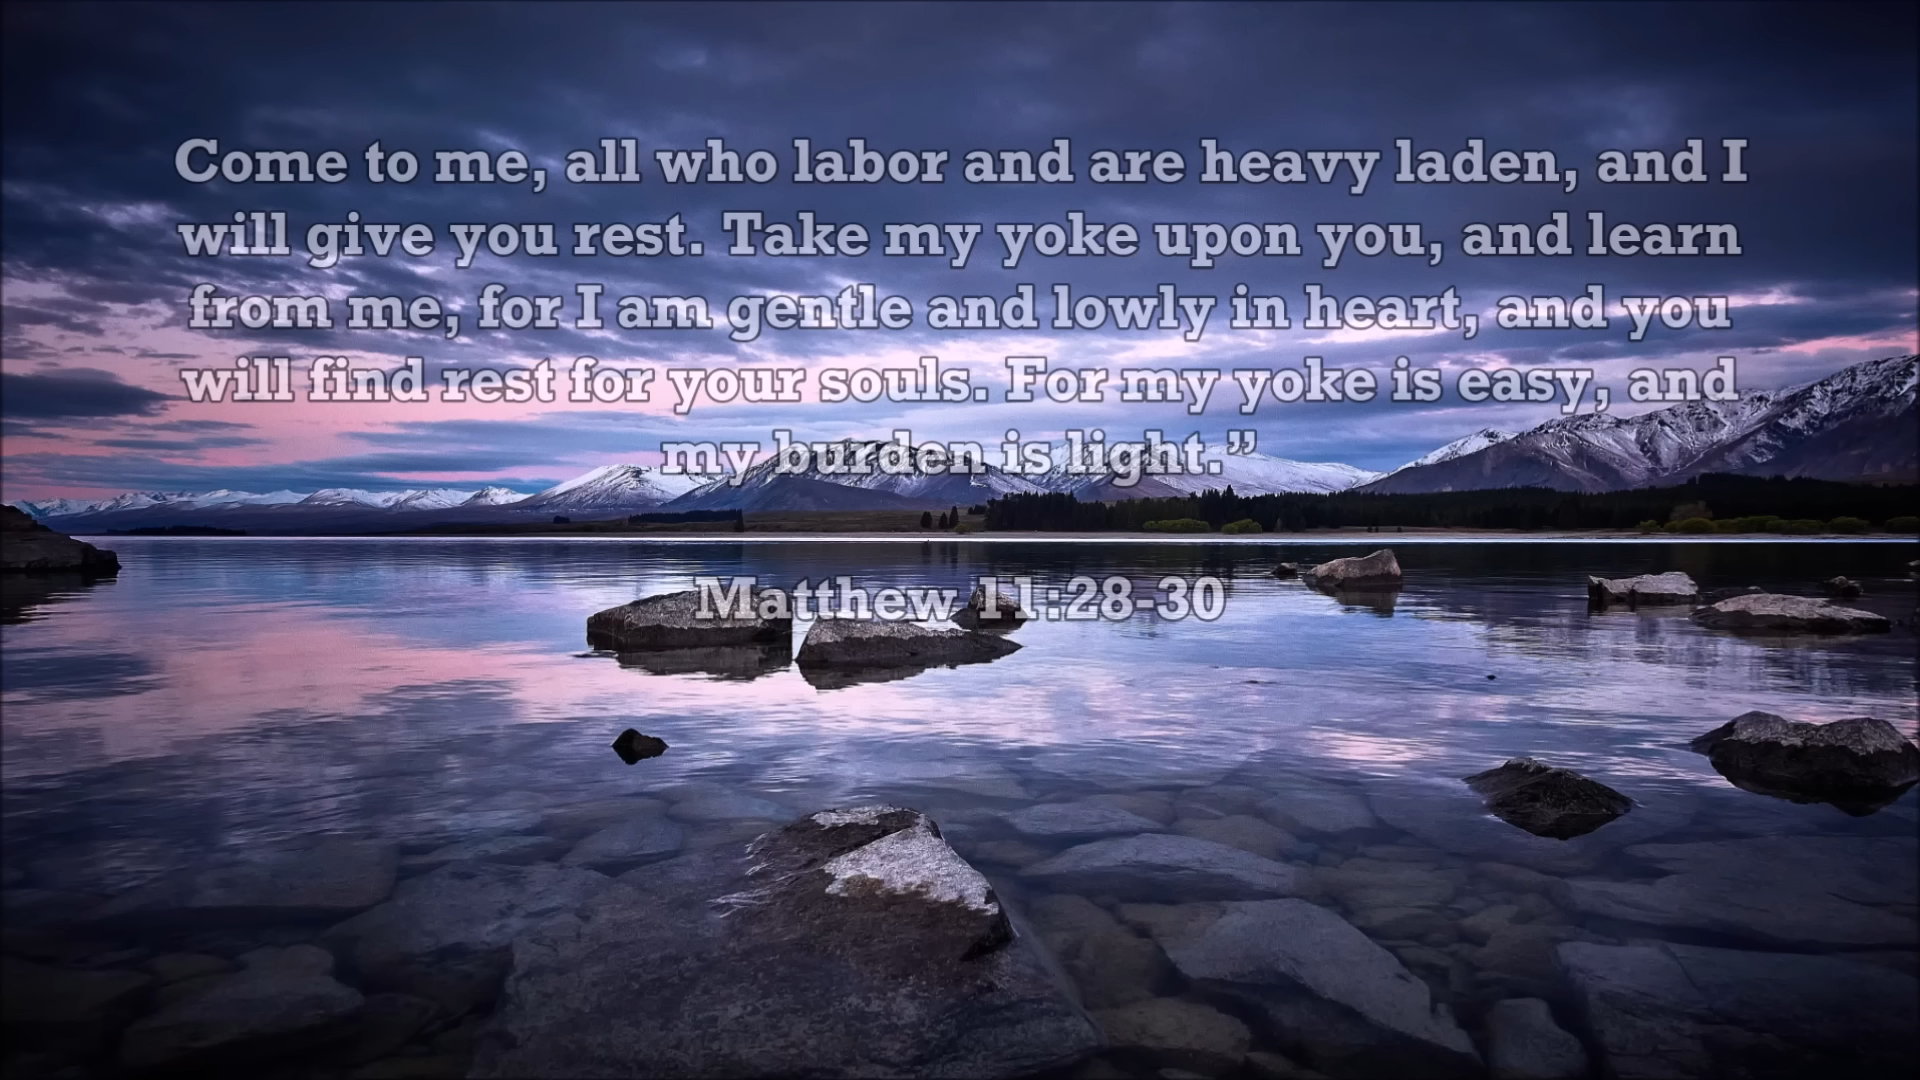 Come to me, all who labor and are heavy laden, and I
will give you rest. Take my yoke upon you, and learn
from me, for I am gentle and lowly in heart, and you
will find rest for your souls. For my yoke is easy, and
my burden is light.”
Matthew 11:28-30